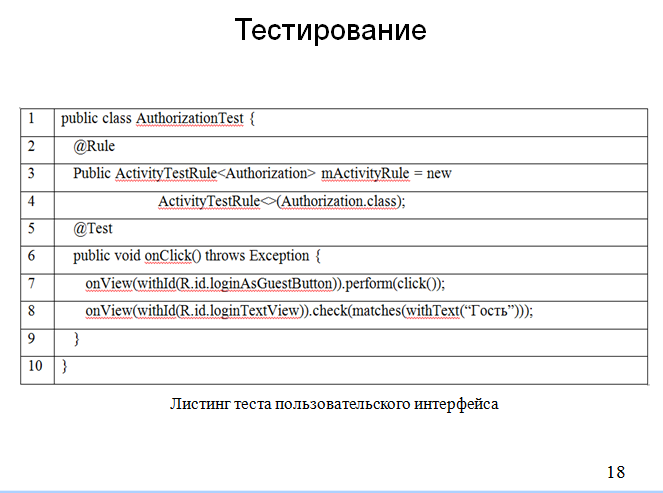 Тестирование
1 public class AuthorizationTest {
2 @Rule
3 Public ActivityTestRule<Authorization> mActivityRule = new
4 ActivityTestRule<>(Authorization.class);
5 @Test
6 public void onClick() throws Exception {
7 onView(withId(R.id.loginAsGuestButton)).perform(click());
8 onView(withId(R.id.loginTextView)).check(matches(withText(“Гость”)));
9 }
10 }
Листинг теста пользовательского интерфейса
18